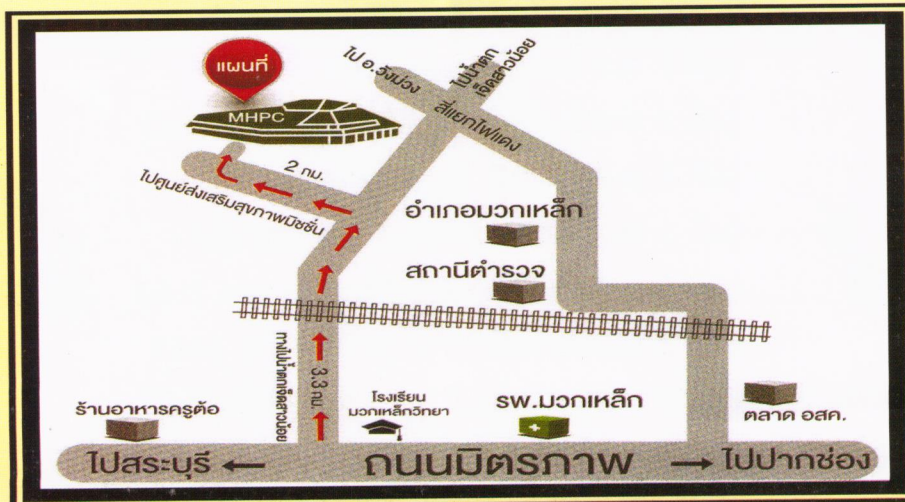 แผนที่
MHPC
ไป อ.วังม่วง
ไปน้ำตก
เจ็ดสาวน้อย
สี่แยกไฟแดง
2 กม.
ไปศูนย์ส่งเสริมสุขภาพมิชชั่น
อำเภอมวกเหล็ก
สถานีตำรวจ
ทางไปน้ำตกเจ็ดสาวน้อย
3.3 กม.
โรงเรียน
มวกเหล็กวิทยา
รพ.มวกเหล็ก
ร้านอาหารครูต้อ
ตลาด อสค.
ไปสระบุรี
ถนนมิตรภาพ
ไปปากช่อง